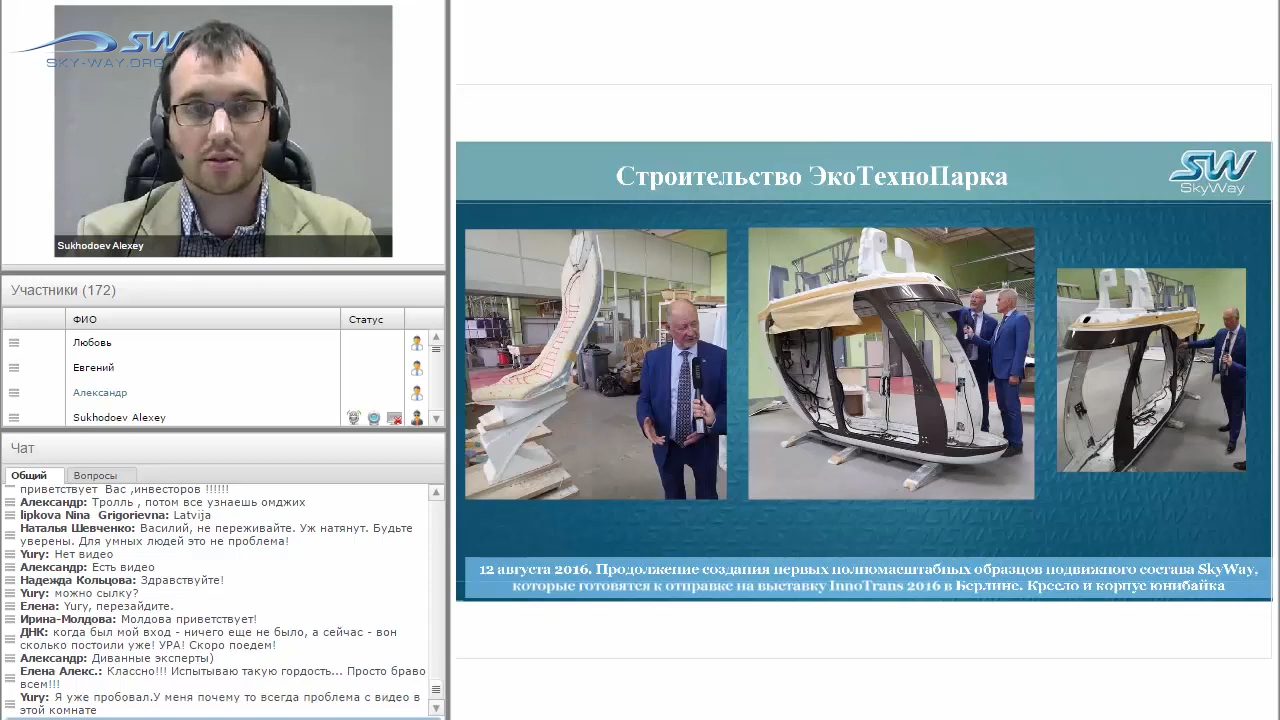 SW
SKY-WAY.ORG
Sukhodoev Alexey
Участники (172)
ФИО
Статус
Любовь
Евгений
Александр
Sukhodoev Alexey
Чат
Общий
Вопросы
приветствует Вас ,инвесторов !!!!!!
Александр: Тролль , потом все узнаешь омджих
lipkova Nina Grigorievna: Latvija
Наталья Шевченко: Василий, не переживайте. Уж натянут. Будьте
уверены. Для умных людей это не проблема!
Yury: Нет видео
Александр: Есть видео
Надежда Кольцова: Здравствуйте!
Yury: можно сылку?
Елена: Yury, перезайдите.
Ирина-Молдова: Молдова приветствует!
ДНК: когда был мой вход - ничего еще не было, а сейчас - вон
сколько постоили уже! УРА! Скоро поедем!
Александр: Диванные эксперты)
Елена Алекс.: Классно!!! Испытываю такую гордость... Просто браво
всем!!!
Yury: Я уже пробовал.У меня почему то всегда проблема с видео в
этой комнате
Строительство ЭкоТехноПарка
SW
SkyWay
12 августа 2016. Продолжение создания первых полномасштабных образцов подвижного состава SkyWay,
которые готовятся к отправке на выставку InnoTrans 2016 в Берлине. Кресло и корпус юнибайка